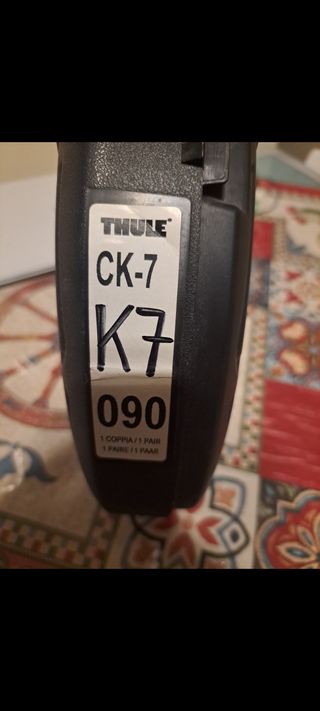 THULE
CK-7
K7
090
1 COPPIA / 1 PAIR
1 PAIRE / 1 PAAR